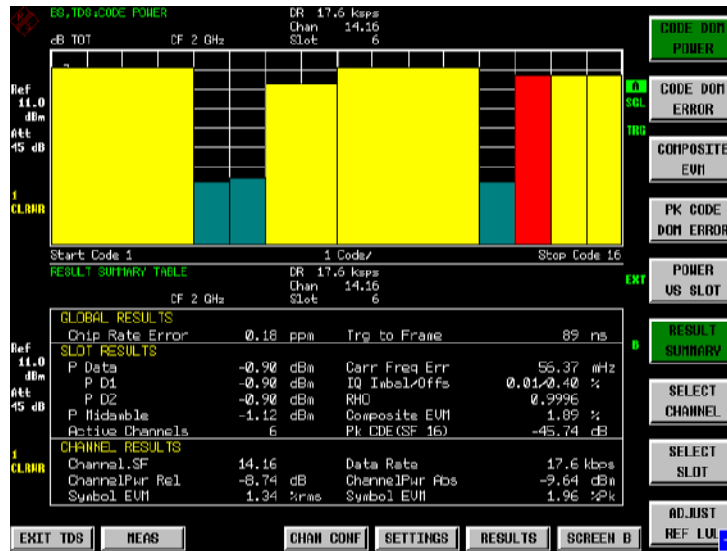 BS,TDS:CODE POWER
DR 17.6 ksps
Chan 14.16
dB TOT CF 2 GHz Slot 6
Ref
11.0
dBm
Att
45 dB
1
CLRWR
A
SGL
TRG
Start Code 1 1 Code/ Stop Code 16
RESULT SUMMARY TABLE
DR 17.6 ksps
Chan 14.16
CF 2 GHz Slot 6
EXT
GLOBAL RESULTS
Chip Rate Error 0.18 ppm Trg to Frame 89 ns
SLOT RESULTS
P Data -0.90 dBm Carr Freq Err 56.37 mHz
P D1 -0.90 dBm IQ Imbal/Offs 0.01/0.40 %
P D2 -0.90 dBm RHO 0.9996
P Midamble -1.12 dBm Composite EVM 1.89 %
Active Channels 6 Pk CDE(SF 16) -45.74 dB
CHANNEL RESULTS
Channel.SF 14.16 Data Rate 17.6 kbps
ChannelPwr Rel -8.74 dB ChannelPwr Abs -9.64 dBm
Symbol EVM 1.34 %rms Symbol EVM 1.96 %Pk
Ref
11.0
dBm
Att
45 dB
1
CLRWR
B
CODE DOM
POWER
CODE DOM
ERROR
COMPOSITE
EVM
PK CODE
DOM ERROR
POWER
VS SLOT
RESULT
SUMMARY
SELECT
CHANNEL
SELECT
SLOT
ADJUST
REF LVL
EXIT TDS MEAS CHAN CONF SETTINGS RESULTS SCREEN B